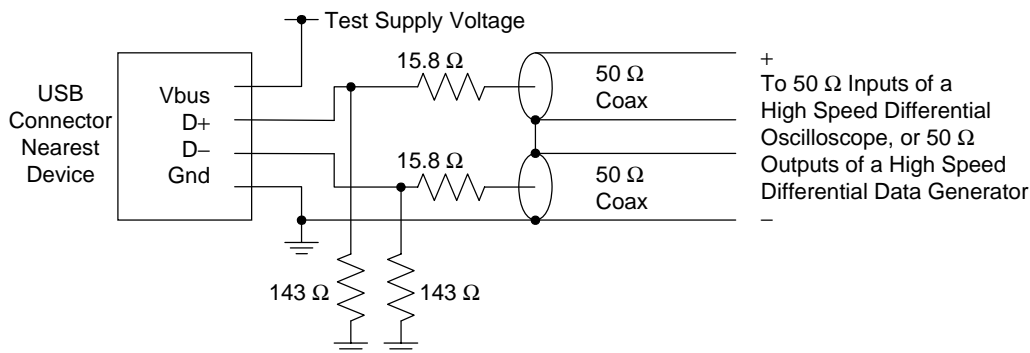 Test Supply Voltage
15.8 Ω
USB
Connector
Nearest
Device
Vbus
D+
D−
Gnd
50 Ω
Coax
+
To 50 Ω Inputs of a
High Speed Differential
Oscilloscope, or 50 Ω
Outputs of a High Speed
Differential Data Generator
−
15.8 Ω
50 Ω
Coax
143 Ω
143 Ω